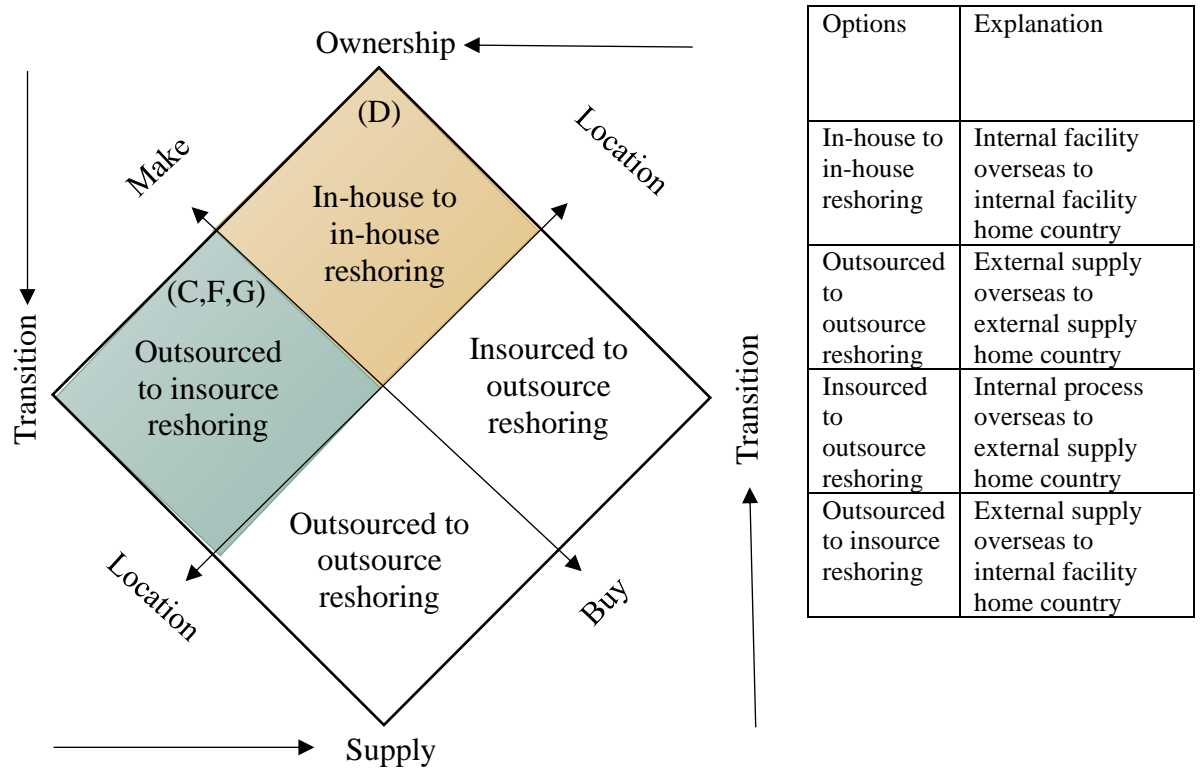 Ownership
(D)
Make
Location
In-house to
in-house
reshoring
(C,F,G)
Outsourced
to insource
reshoring
Insourced to
outsource
reshoring
Transition
Transition
Outsourced to
outsource
reshoring
Location
Buy
Supply
Options
Explanation
In-house to
in-house
reshoring
Internal facility
overseas to
internal facility
home country
Outsourced
to
outsource
reshoring
External supply
overseas to
external supply
home country
Insourced
to
outsource
reshoring
Internal process
overseas to
external supply
home country
Outsourced
to insource
reshoring
External supply
overseas to
internal facility
home country